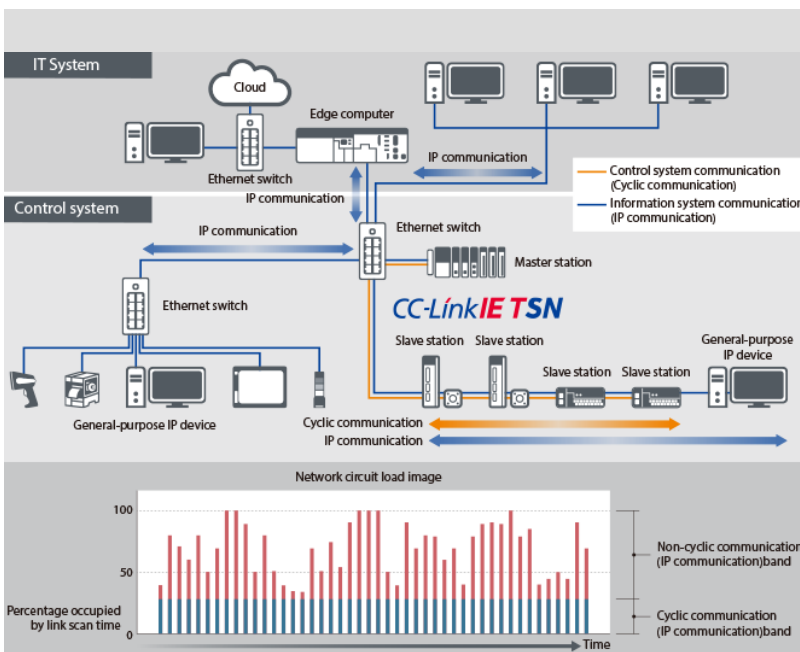 IT System
Cloud
Edge computer
Ethernet switch
IP communication
IP communication
Control system communication
(Cyclic communication)
Information system communication
(IP communication)
Control system
IP communication
Ethernet switch
Master station
Ethernet switch
CC-Link IE TSN
Slave station
Slave station
General-purpose
IP device
Slave station
Slave station
General-purpose IP device
Cyclic communication
IP communication
Network circuit load image
100
50
0
Percentage occupied
by link scan time
Non-cyclic communication
(IP communication)band
Cyclic communication
(IP communication)band
Time